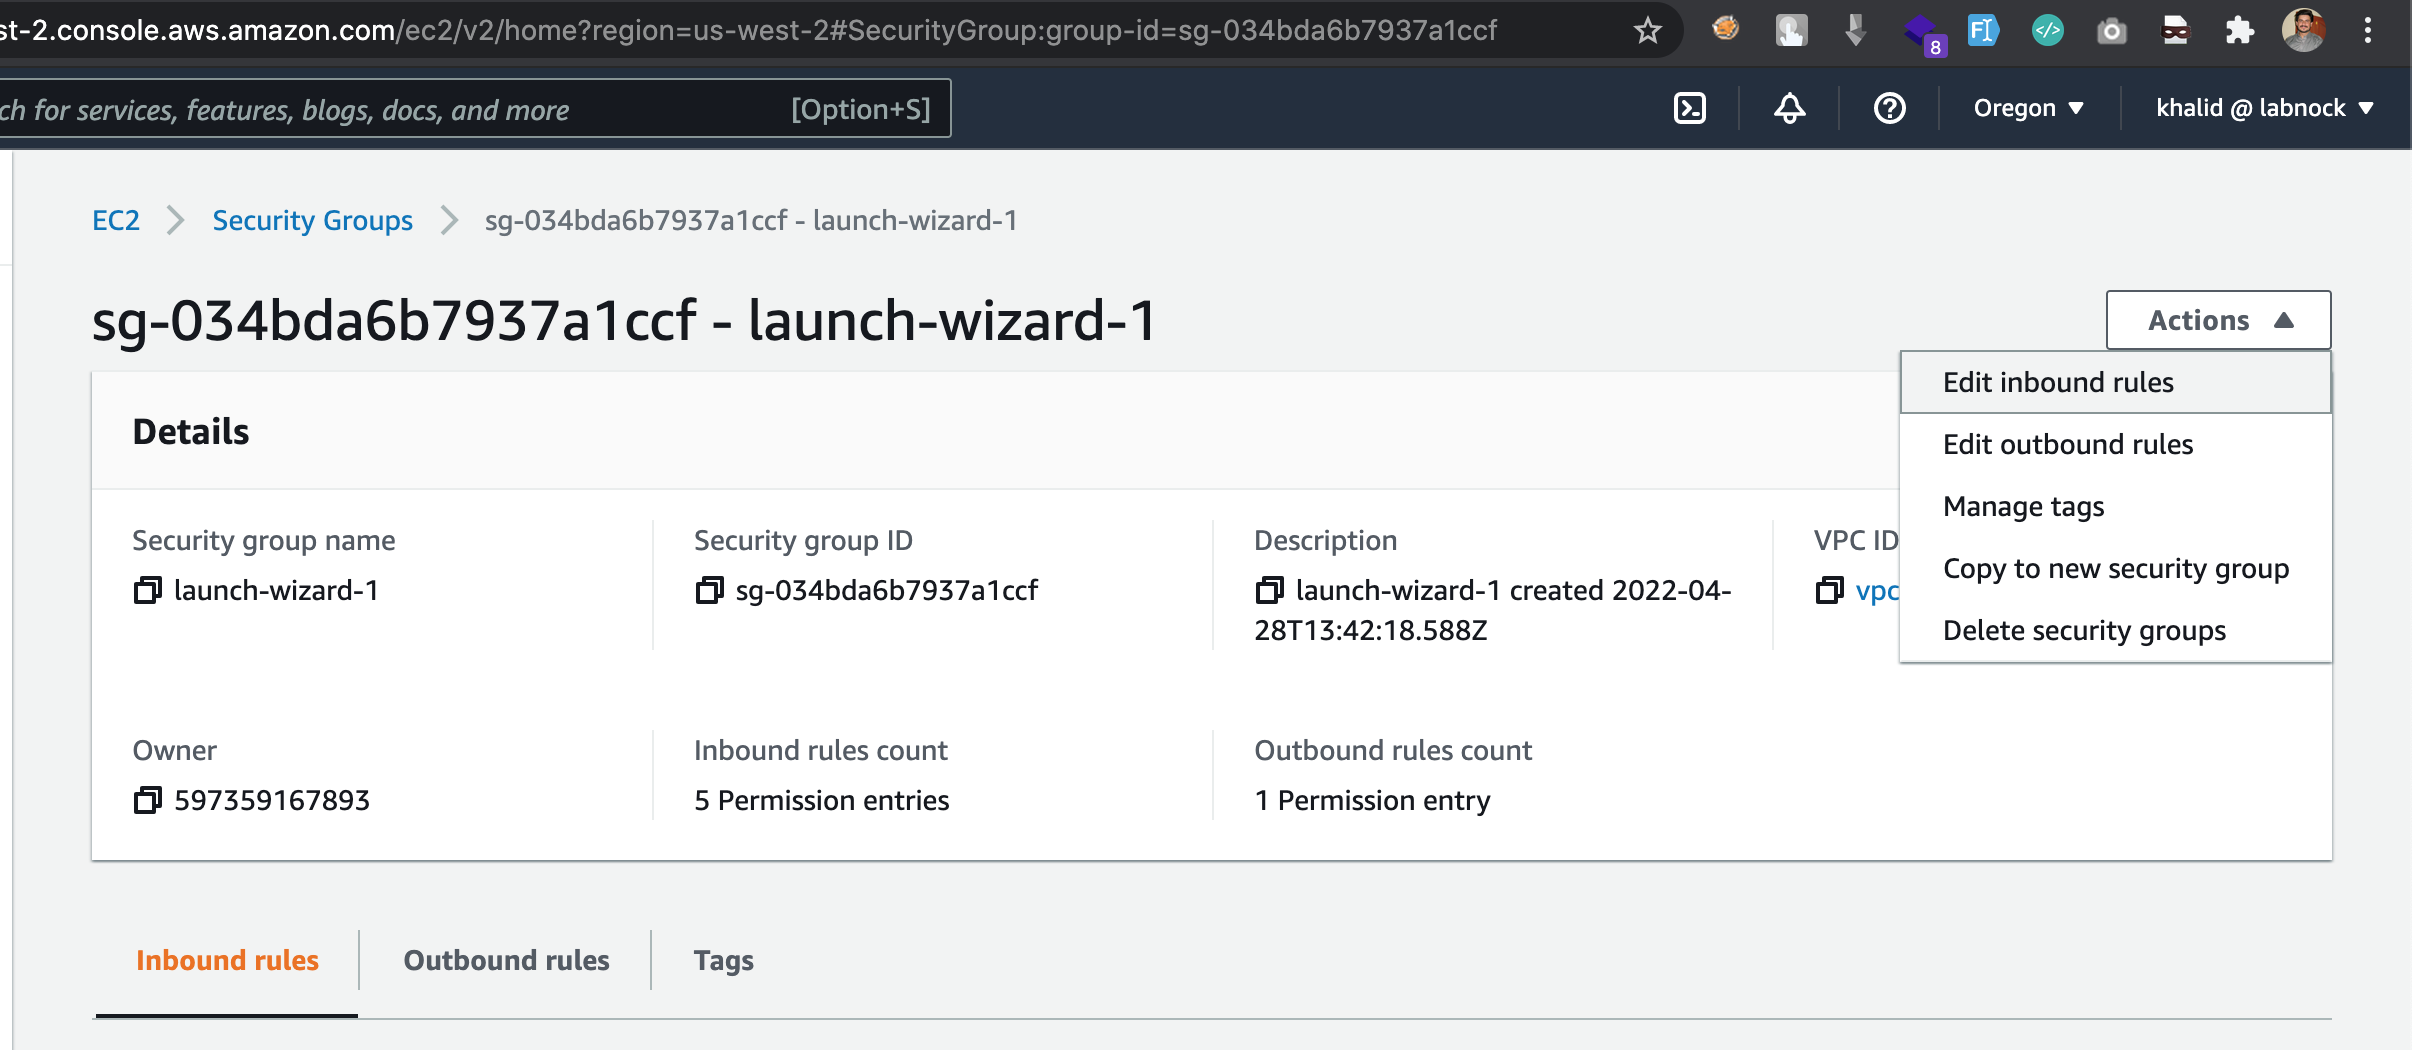 st-2.console.aws.amazon.com/ec2/v2/home?region=us-west-2#SecurityGroup:group-id=sg-034bda6b7937a1ccf
8
FI
</>
ch for services, features, blogs, docs, and more [Option+S]
Oregon ▼
khalid @ labnock ▼
EC2 > Security Groups > sg-034bda6b7937a1ccf - launch-wizard-1
sg-034bda6b7937a1ccf - launch-wizard-1
Actions ▲
Edit inbound rules
Edit outbound rules
Manage tags
Copy to new security group
Delete security groups
Details
Security group name
launch-wizard-1
Security group ID
sg-034bda6b7937a1ccf
Description
launch-wizard-1 created 2022-04-
28T13:42:18.588Z
VPC ID
vpc
Owner
597359167893
Inbound rules count
5 Permission entries
Outbound rules count
1 Permission entry
Inbound rules
Outbound rules
Tags